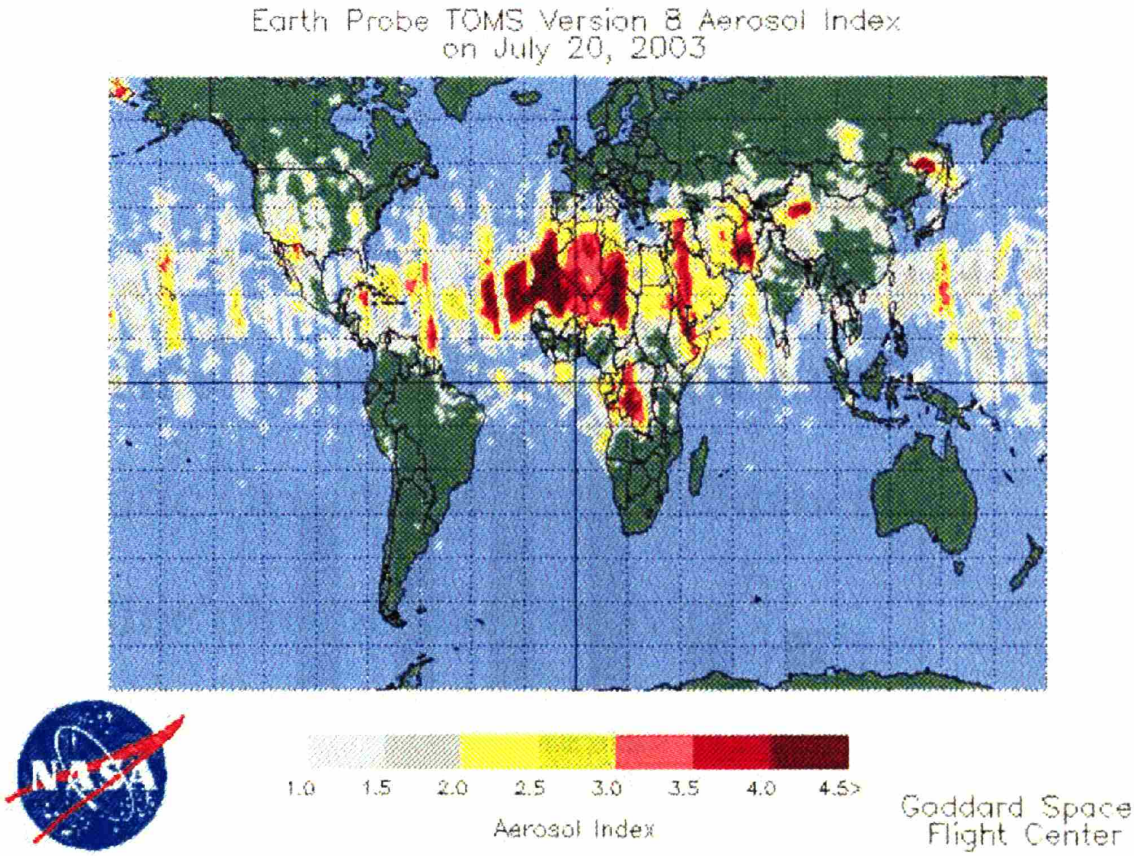 Earth Probe TOMS Version 8 Aerosol Index
on July 20, 2003
NASA
1.0 1.5 2.0 2.5 3.0 3.5 4.0 4.5>
Aerosol Index
Goddard Space
Flight Center